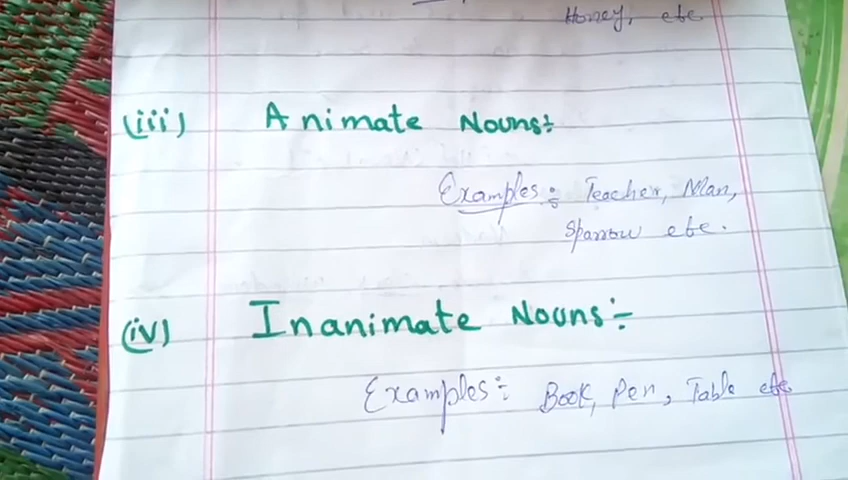 Honey, etc
(iii) Animate Nouns:-
Examples:- Teacher, Man,
Sparrow etc.
(iv) Inanimate Nouns:-
Examples:- Book, Pen, Table etc